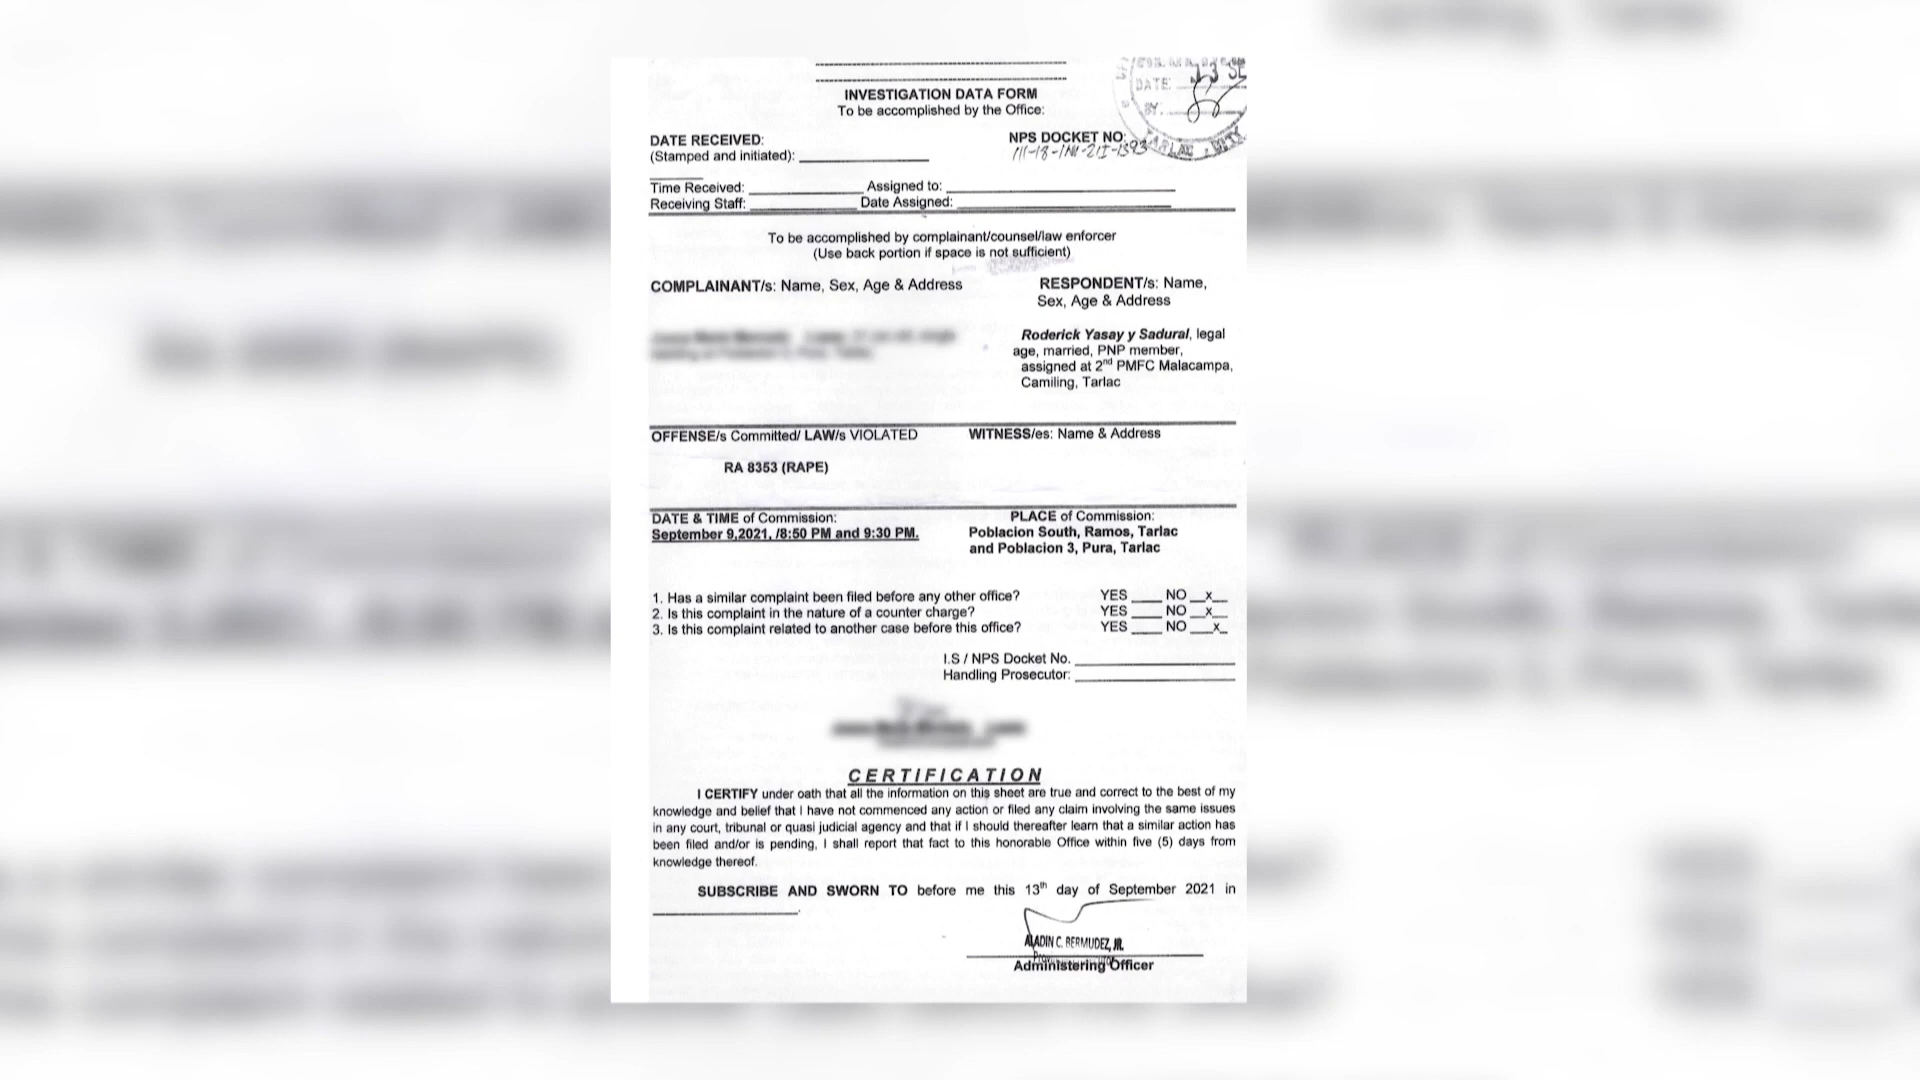 INVESTIGATION DATA FORM
To be accomplished by the Office:
DATE:
BY:
TARLAC CITY
DATE RECEIVED:
(Stamped and initiated):
NPS DOCKET NO:
Time Received: Assigned to:
Receiving Staff: Date Assigned:
To be accomplished by complainant/counsel/law enforcer
(Use back portion if space is not sufficient)
COMPLAINANT/s: Name, Sex, Age & Address
RESPONDENT/s: Name,
Sex, Age & Address
Roderick Yasay y Sadural, legal
age, married, PNP member,
assigned at 2nd PMFC Malacampa,
Camiling, Tarlac
OFFENSE/s Committed/ LAW/s VIOLATED
WITNESS/es: Name & Address
RA 8353 (RAPE)
DATE & TIME of Commission:
September 9,2021, /8:50 PM and 9:30 PM.
PLACE of Commission:
Poblacion South, Ramos, Tarlac
and Poblacion 3, Pura, Tarlac
1. Has a similar complaint been filed before any other office? YES ____ NO __x__
2. Is this complaint in the nature of a counter charge? YES ____ NO __x__
3. Is this complaint related to another case before this office? YES ____ NO ___x_
I.S / NPS Docket No.
Handling Prosecutor:
CERTIFICATION
I CERTIFY under oath that all the information on this sheet are true and correct to the best of my
knowledge and belief that I have not commenced any action or filed any claim involving the same issues
in any court, tribunal or quasi judicial agency and that if I should thereafter learn that a similar action has
been filed and/or is pending, I shall report that fact to this honorable Office within five (5) days from
knowledge thereof.
SUBSCRIBE AND SWORN TO before me this 13th day of September 2021 in
ALADIN C. BERMUDEZ, JR.
Administering Officer